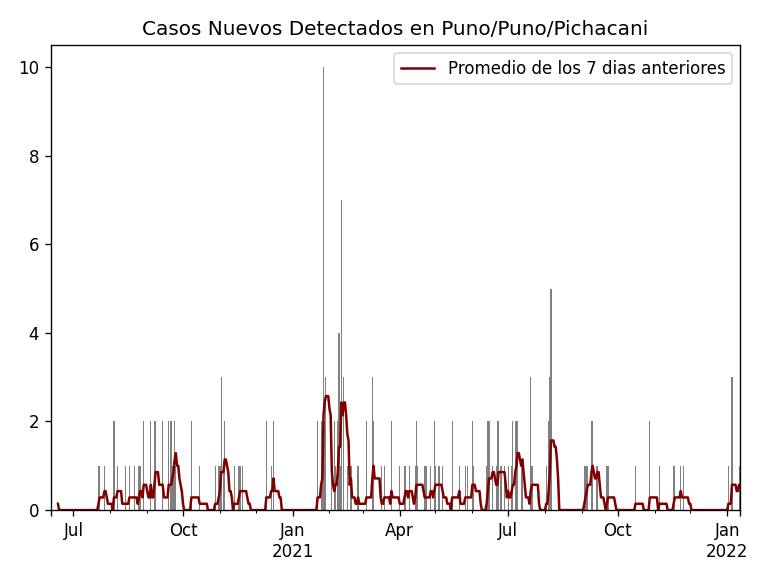 Casos Nuevos Detectados en Puno/Puno/Pichacani
Promedio de los 7 dias anteriores
10
8
6
4
2
0
Jul
Oct
Jan
2021
Apr
Jul
Oct
Jan
2022